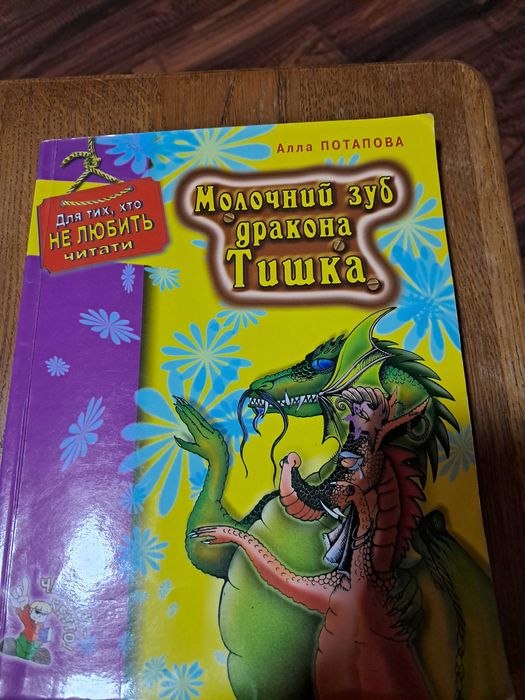 Алла ПОТАПОВА
Для тих, хто
НЕ ЛЮБИТЬ
читати
Молочний зуб
дракона
Тишка